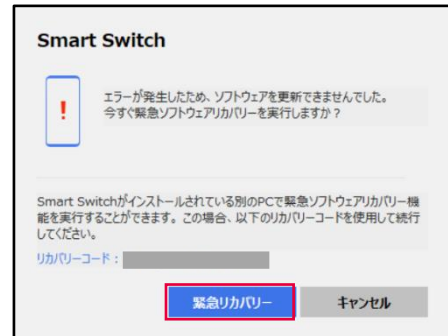 Smart Switch
!
エラーが発生したため、ソフトウェアを更新できませんでした。
今すぐ緊急ソフトウェアリカバリーを実行しますか？
Smart Switchがインストールされている別のPCで緊急ソフトウェアリカバリー機
能を実行することができます。この場合、以下のリカバリーコードを使用して続行
してください。
リカバリーコード：
緊急リカバリー
キャンセル